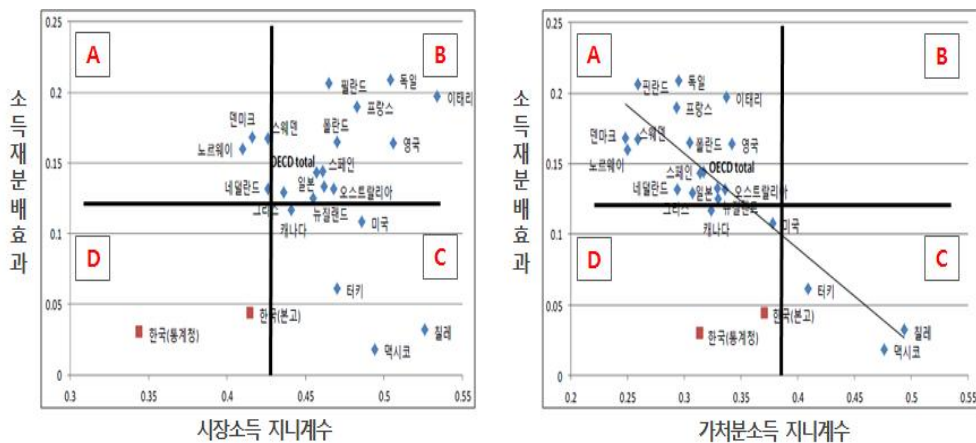 소득재분배효과
0.25
0.2
0.15
0.1
0.05
0
A
B
D
C
핀란드
독일
이태리
프랑스
덴마크
스웨덴
폴란드
영국
노르웨이
OECD total
스페인
네덜란드
일본
오스트랄리아
그리스
뉴질랜드
캐나다
미국
터키
한국(본고)
한국(통계청)
칠레
멕시코
0.3
0.35
0.4
0.45
0.5
0.55
시장소득 지니계수
소득재분배효과
0.25
0.2
0.15
0.1
0.05
0
A
B
D
C
핀란드
독일
이태리
프랑스
덴마크
스웨덴
폴란드
영국
노르웨이
스페인
OECD total
네덜란드
일본
오스트랄리아
그리스
뉴질랜드
캐나다
미국
터키
한국(본고)
한국(통계청)
칠레
멕시코
0.2
0.25
0.3
0.35
0.4
0.45
0.5
0.55
가처분소득 지니계수